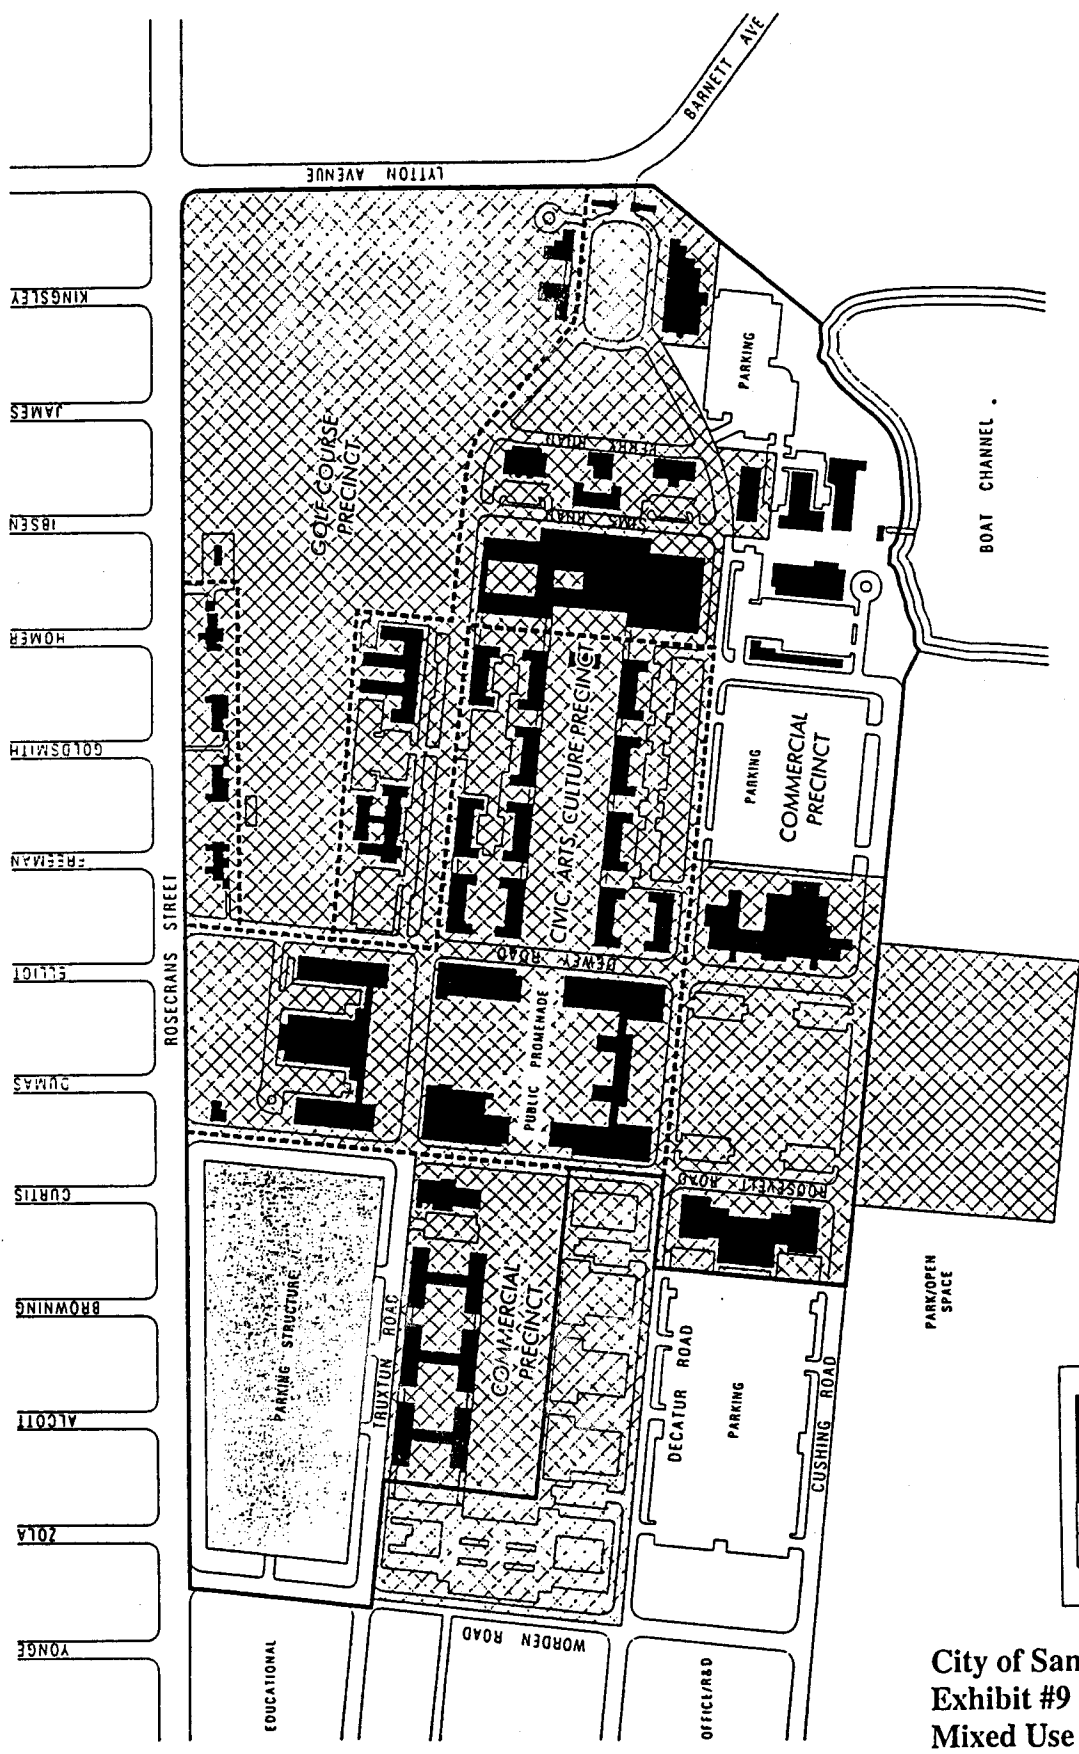 BARNETT AVE
LYTTON AVENUE
KINGSLEY
JAMES
IBSEN
HOMER
GOLDSMITH
FREEMAN
ELLIOT
DUMAS
CURTIS
BROWNING
ALCOTT
ZOLA
YONGE
ROSECRANS STREET
GOLF COURSE
PRECINCT
PERRY ROAD
SIMS ROAD
PARKING
BOAT CHANNEL
CIVIC, ARTS, CULTURE PRECINCT
PARKING
COMMERCIAL
PRECINCT
DEWEY ROAD
PUBLIC PROMENADE
ROOSEVELT ROAD
PARKING STRUCTURE
TRUXTUN ROAD
COMMERCIAL
PRECINCT
DECATUR ROAD
PARKING
CUSHING ROAD
PARK/OPEN
SPACE
WORDEN ROAD
EDUCATIONAL
OFFICE/R&D
City of San
Exhibit #9
Mixed Use